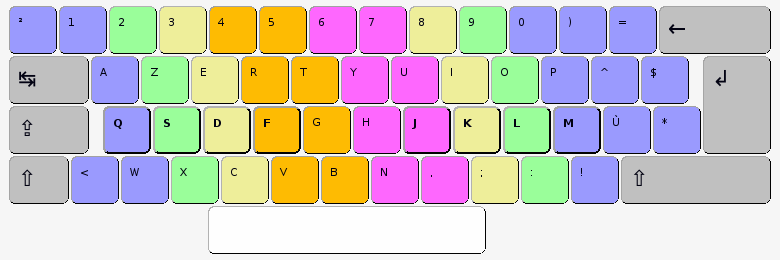 ² 1 2 3 4 5 6 7 8 9 0 ) = ←
↹ A Z E R T Y U I O P ^ $ ↲
⇪ Q S D F G H J K L M Ù *
⇧ < W X C V B N , ; : ! ⇧